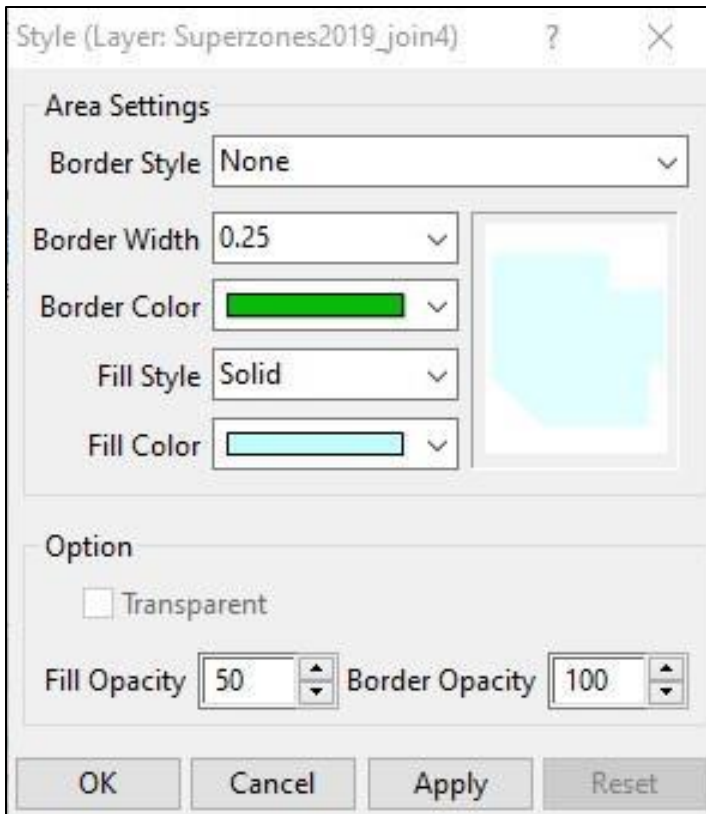 Style (Layer: Superzones2019_join4) ?
Area Settings
Border Style None
Border Width 0.25
Border Color
Fill Style Solid
Fill Color
Option
Transparent
Fill Opacity 50 Border Opacity 100
OK Cancel Apply Reset